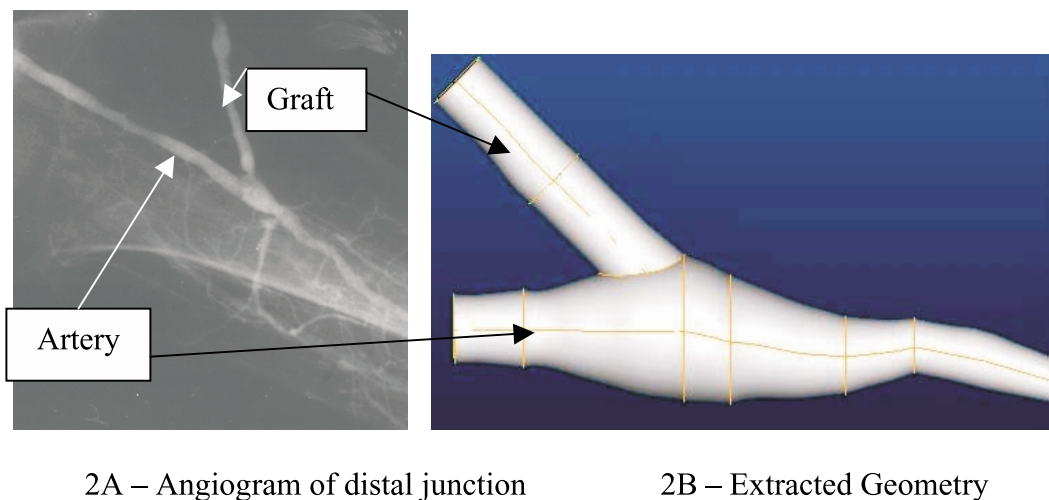 Graft
Artery
2A – Angiogram of distal junction
2B – Extracted Geometry